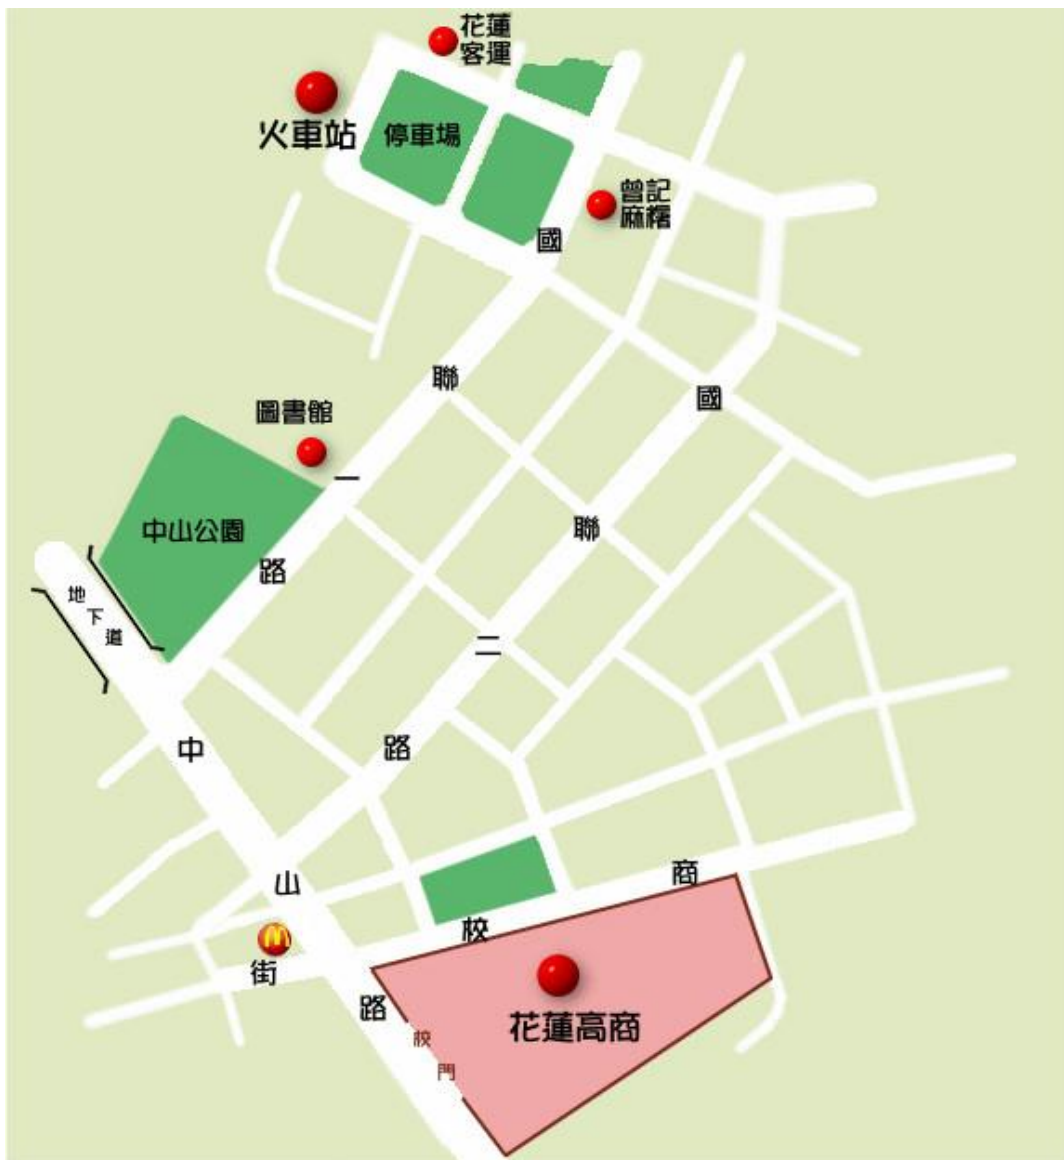 花蓮
客運
火車站
停車場
曾記
麻糬
國
聯
一
路
圖書館
中山公園
國
聯
二
路
地
下
道
中
山
路
商
校
街
花蓮高商
校
門